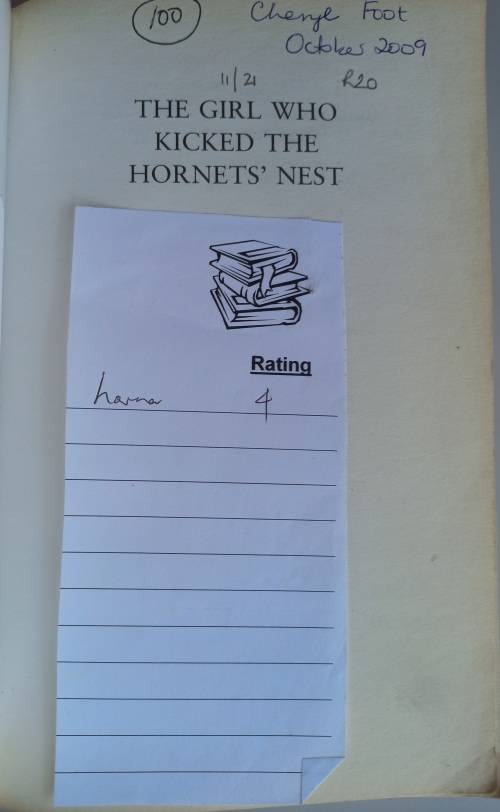 100 Cheryl Foot
October 2009
11/21 R20
THE GIRL WHO
KICKED THE
HORNETS' NEST
Rating
4